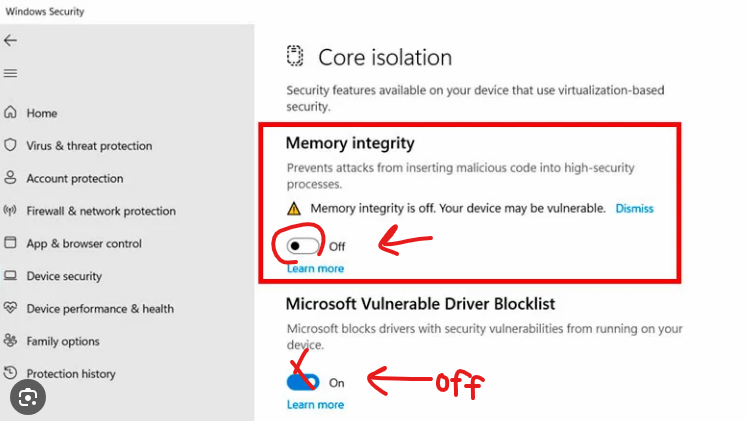 Windows Security
Home
Virus & threat protection
Account protection
Firewall & network protection
App & browser control
Device security
Device performance & health
Family options
Protection history
Core isolation
Security features available on your device that use virtualization-based
security.
Memory integrity
Prevents attacks from inserting malicious code into high-security
processes.
Memory integrity is off. Your device may be vulnerable. Dismiss
Off
Learn more
Microsoft Vulnerable Driver Blocklist
Microsoft blocks drivers with security vulnerabilities from running on your
device.
On off
Learn more